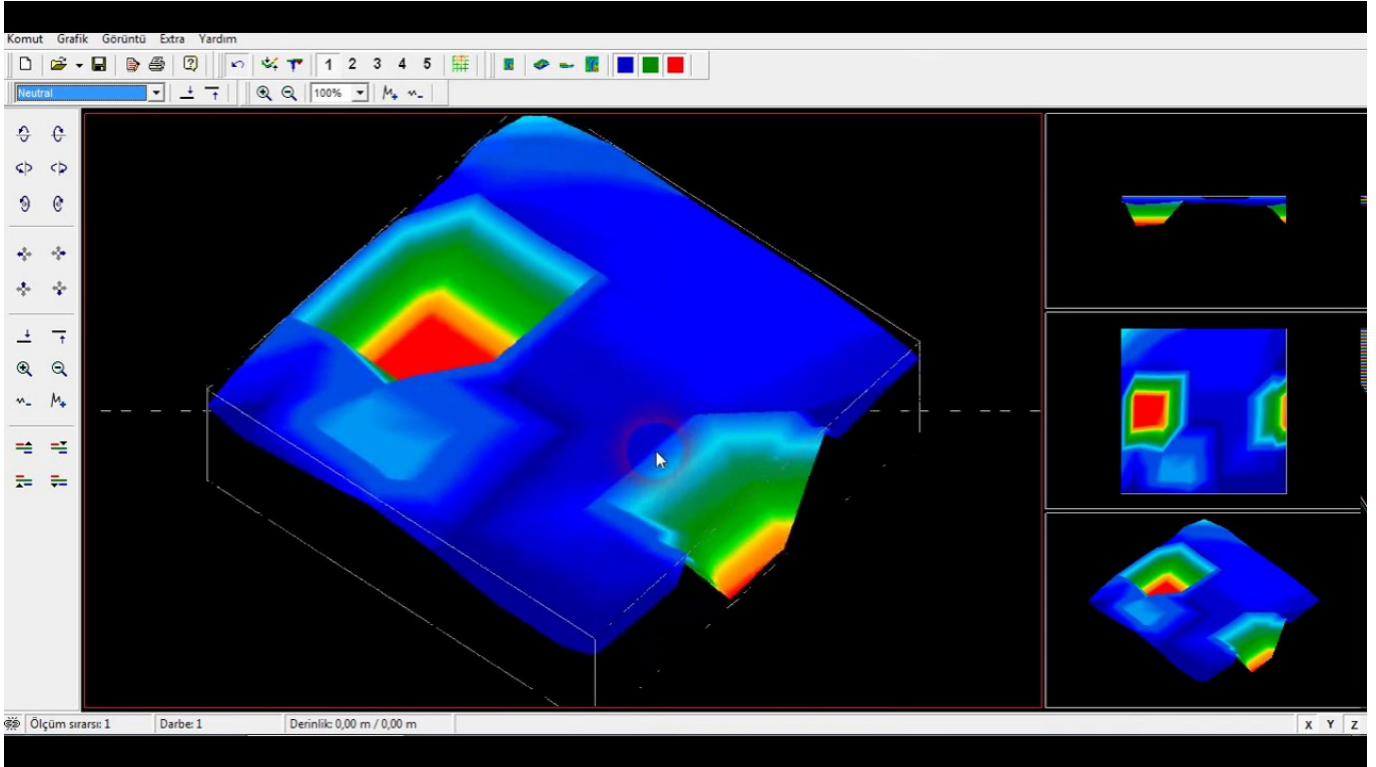 Komut Grafik Görüntü Extra Yardım
1 2 3 4 5
Neutral 100%
Ölçüm sırarsı: 1 Darbe: 1 Derinlik: 0,00 m / 0,00 m X Y Z